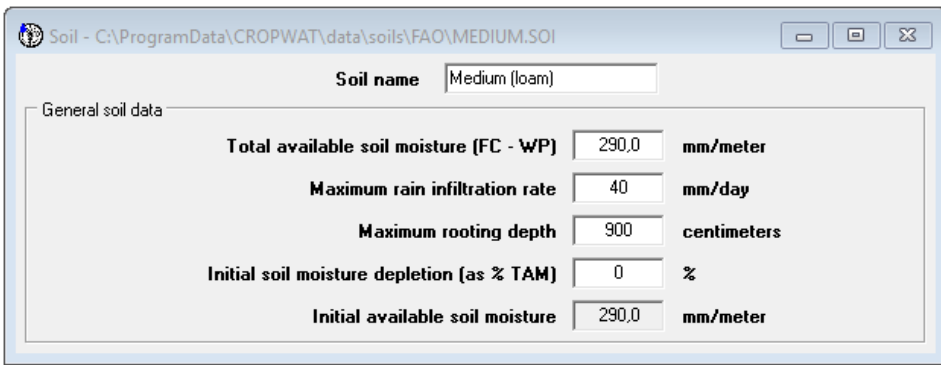 Soil - C:\ProgramData\CROPWAT\data\soils\FAO\MEDIUM.SOI
Soil name Medium (loam)
General soil data
Total available soil moisture (FC - WP) 290,0 mm/meter
Maximum rain infiltration rate 40 mm/day
Maximum rooting depth 900 centimeters
Initial soil moisture depletion (as % TAM) 0 %
Initial available soil moisture 290,0 mm/meter